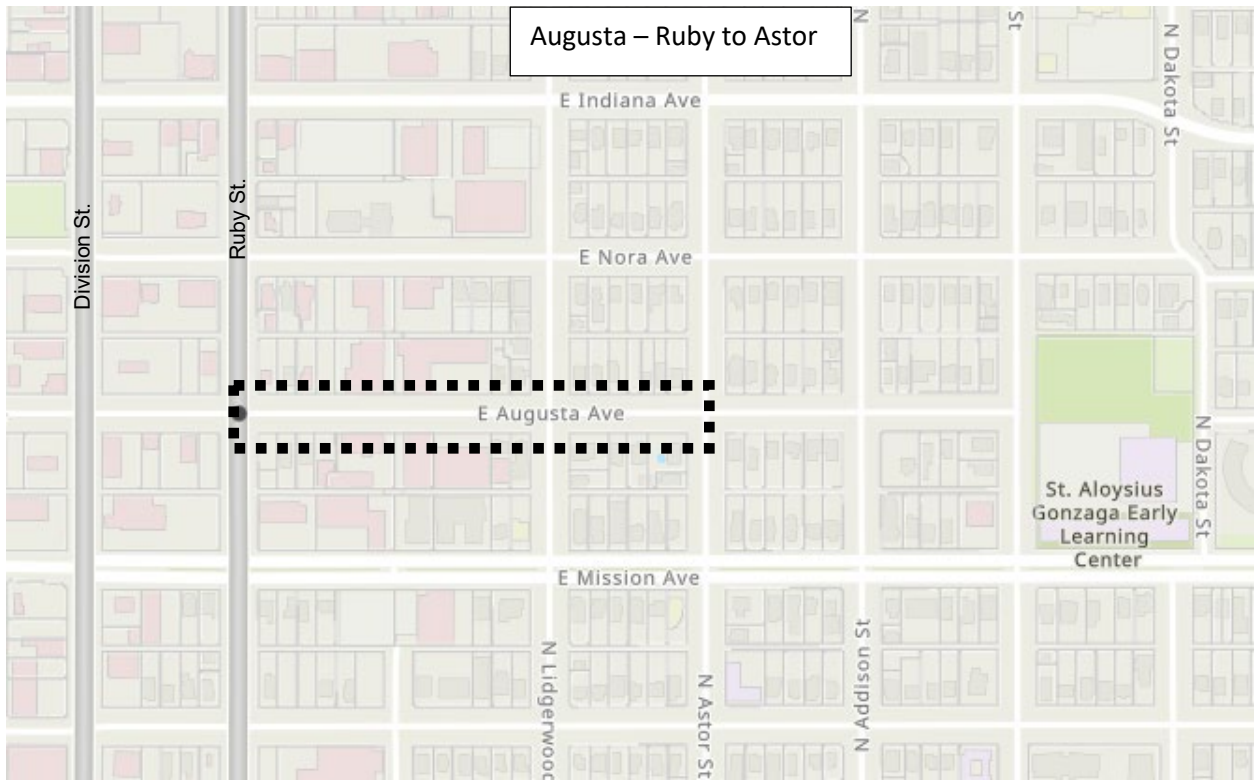 Augusta – Ruby to Astor
N
St
N Dakota St
E Indiana Ave
Division St.
Ruby St.
E Nora Ave
E Augusta Ave
N Dakota St
St. Aloysius
Gonzaga Early
Learning
Center
E Mission Ave
N Lidgerwood
N Astor St
N Addison St